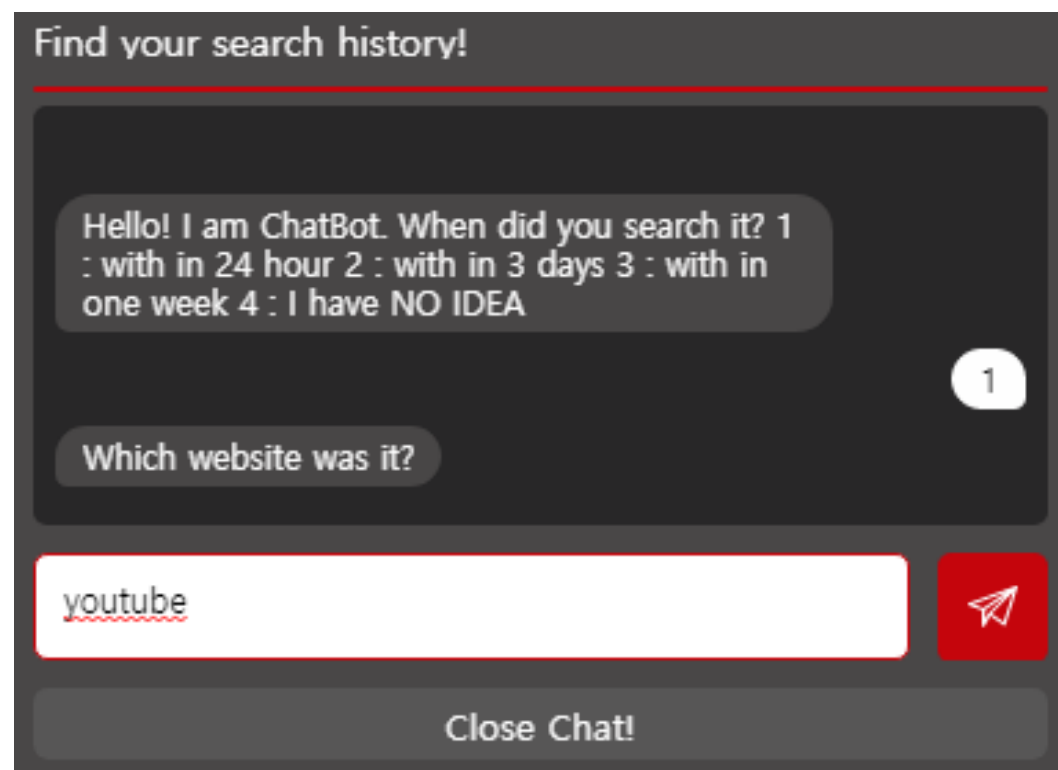 Find your search history!
Hello! I am ChatBot. When did you search it? 1
: with in 24 hour 2 : with in 3 days 3 : with in
one week 4 : I have NO IDEA
1
Which website was it?
youtube
Close Chat!